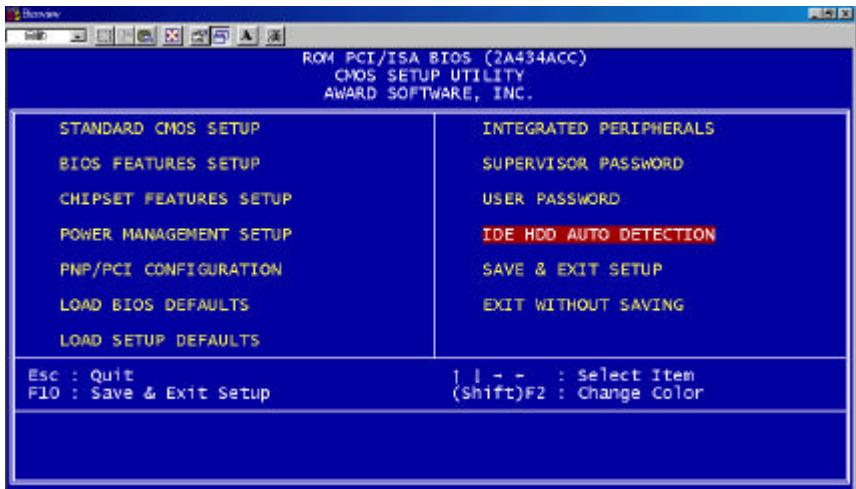 ROM PCI/ISA BIOS (2A434ACC)
CMOS SETUP UTILITY
AWARD SOFTWARE, INC.
STANDARD CMOS SETUP
BIOS FEATURES SETUP
CHIPSET FEATURES SETUP
POWER MANAGEMENT SETUP
PNP/PCI CONFIGURATION
LOAD BIOS DEFAULTS
LOAD SETUP DEFAULTS
INTEGRATED PERIPHERALS
SUPERVISOR PASSWORD
USER PASSWORD
IDE HDD AUTO DETECTION
SAVE & EXIT SETUP
EXIT WITHOUT SAVING
Esc : Quit
F10 : Save & Exit Setup
: Select Item
(Shift)F2 : Change Color